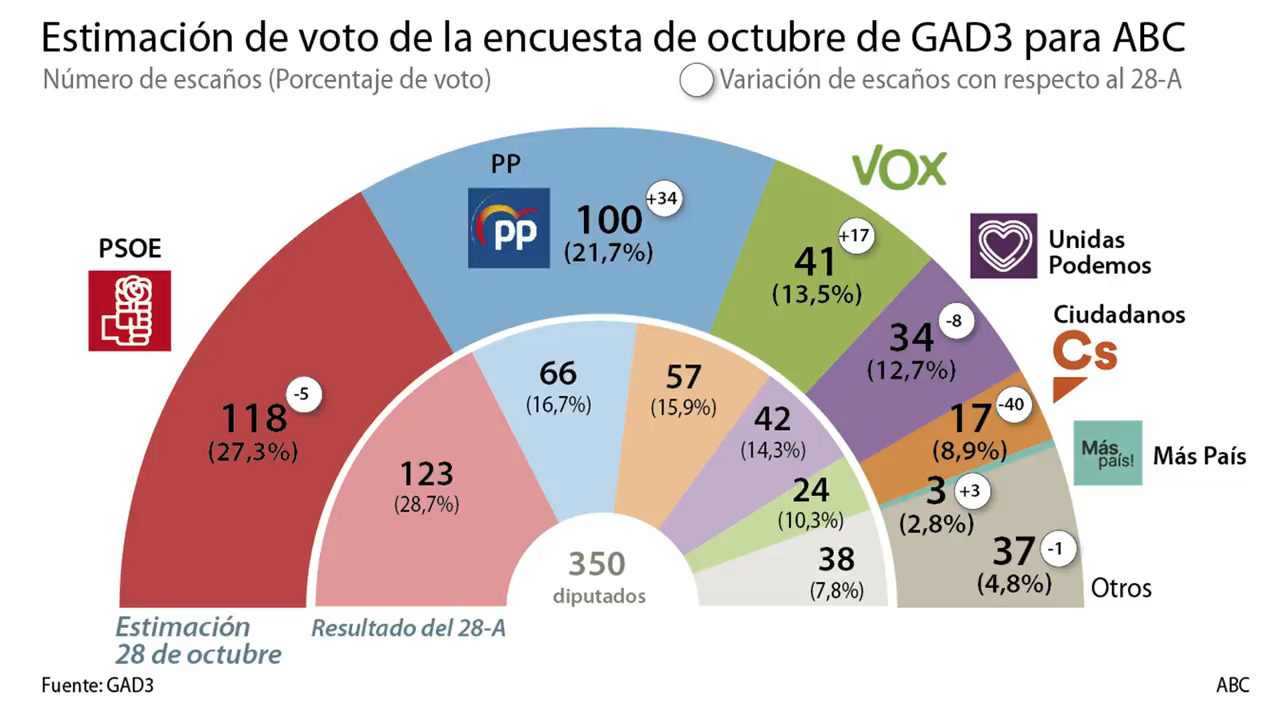 Estimación de voto de la encuesta de octubre de GAD3 para ABC
Número de escaños (Porcentaje de voto)
Variación de escaños con respecto al 28-A
PSOE
118
-5
(27,3%)
PP
PP
100
+34
(21,7%)
VOX
41
+17
(13,5%)
Unidas
Podemos
34
-8
(12,7%)
Ciudadanos
Cs
17
-40
(8,9%)
Más
país!
Más País
3
+3
(2,8%)
37
-1
(4,8%)
Otros
123
(28,7%)
66
(16,7%)
57
(15,9%)
42
(14,3%)
24
(10,3%)
38
(7,8%)
350
diputados
Estimación
28 de octubre
Resultado del 28-A
Fuente: GAD3
ABC